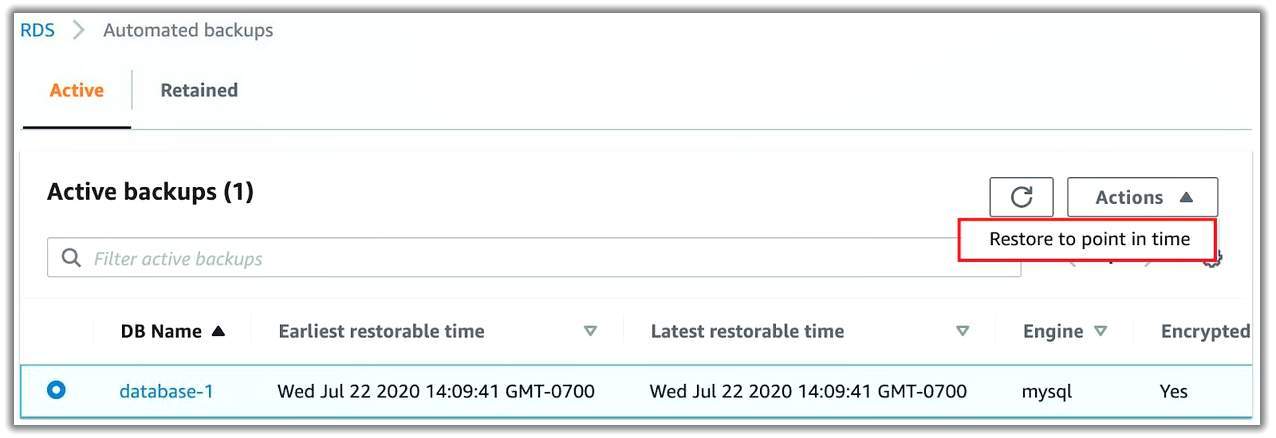 RDS > Automated backups
Active Retained
Active backups (1)
Actions
Restore to point in time
Filter active backups
DB Name Earliest restorable time Latest restorable time Engine Encrypted
database-1 Wed Jul 22 2020 14:09:41 GMT-0700 Wed Jul 22 2020 14:09:41 GMT-0700 mysql Yes